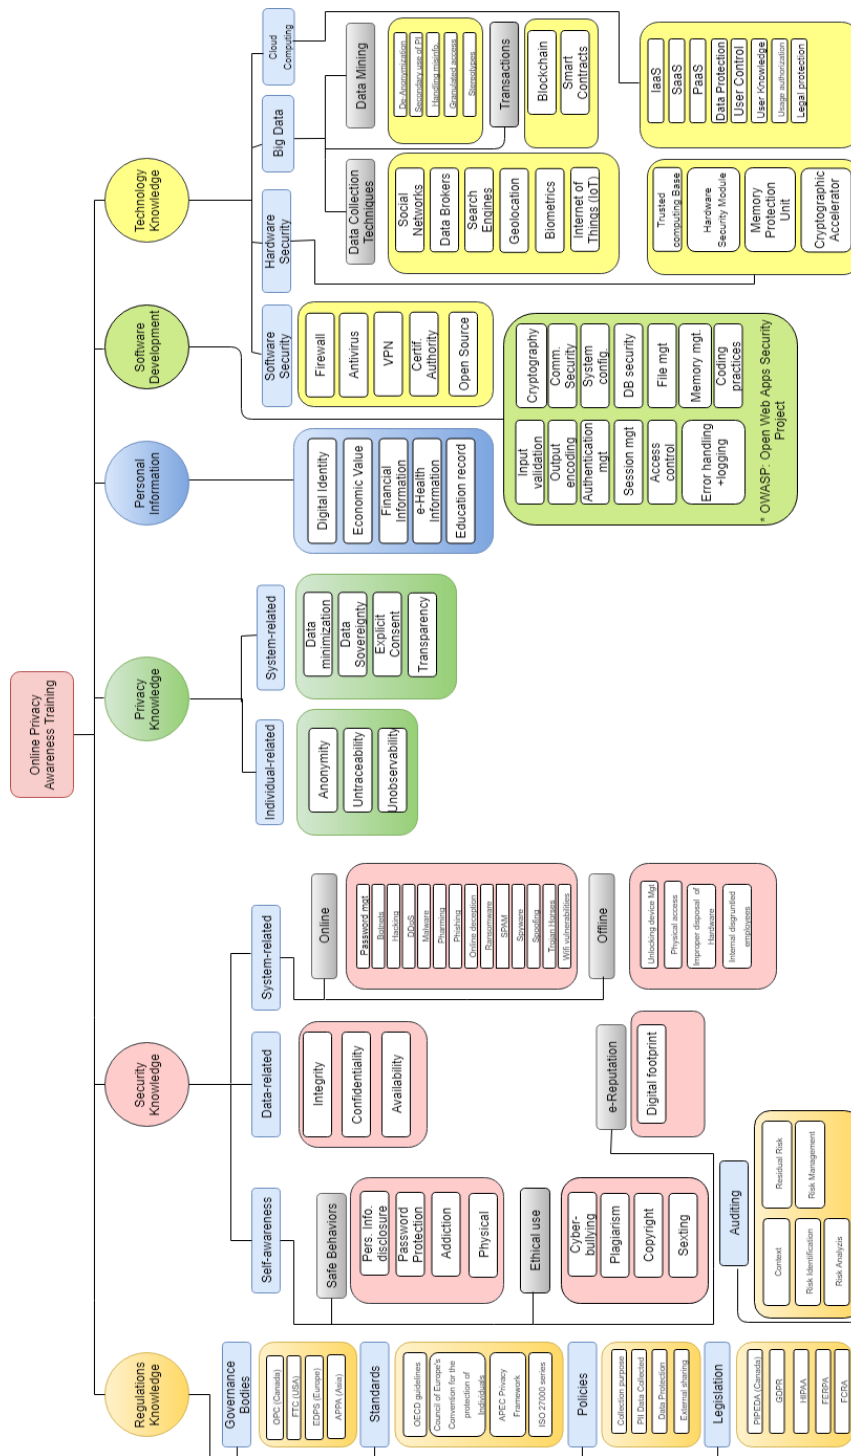 Online Privacy
Awareness Training
Regulations
Knowledge
Governance
Bodies
OPC (Canada)
FTC (USA)
EDPS (Europe)
APPA (Asia)
Standards
OECD guidelines
Council of Europe's
Convention for the
protection of
Individuals
APEC Privacy
Framework
ISO 27000 series
Policies
Collection purpose
PII Data Collected
Data Protection
External sharing
Legislation
PIPEDA (Canada)
GDPR
HIPAA
FERPA
FCRA
Auditing
Context
Risk Identification
Risk Analyzis
Residual Risk
Risk Management
Security
Knowledge
Self-awareness
Safe Behaviors
Pers. Info.
disclosure
Password
Protection
Addiction
Physical
Ethical use
Cyber-
bullying
Plagiarism
Copyright
Sexting
e-Reputation
Digital footprint
Data-related
Integrity
Confidentiality
Availability
System-related
Online
Password mgt
Botnets
Hacking
DDoS
Malware
Pharming
Phishing
Online deception
Ransomware
SPAM
Spyware
Spoofing
Trojan Horses
Wifi vulnerabilities
Offline
Unlocking device Mgt
Physical access
Improper disposal of
Hardware
Internal disgruntled
employees
Privacy
Knowledge
Individual-related
Anonymity
Untraceability
Unobservability
System-related
Data
minimization
Data
Sovereignty
Explicit
Consent
Transparency
Personal
Information
Digital Identity
Economic Value
Financial
Information
e-Health
Information
Education record
Software
Development
Input
validation
Output
encoding
Authentication
mgt
Session mgt
Access
control
Error handling
+logging
Cryptography
Comm.
Security
System
config.
DB security
File mgt
Memory mgt.
Coding
practices
* OWASP: Open Web Apps Security
Project
Technology
Knowledge
Software
Security
Firewall
Antivirus
VPN
Certif.
Authority
Open Source
Hardware
Security
Trusted
computing Base
Hardware
Security Module
Memory
Protection
Unit
Cryptographic
Accelerator
Big Data
Data Collection
Techniques
Social
Networks
Data Brokers
Search
Engines
Geolocation
Biometrics
Internet of
Things (IoT)
Data Mining
De-Anonymization
Secondary use of PI
Handling misinfo.
Granulated access
Stereotypes
Transactions
Blockchain
Smart
Contracts
Cloud
Computing
IaaS
SaaS
PaaS
Data Protection
User Control
User Knowledge
Usage authorization
Legal protection